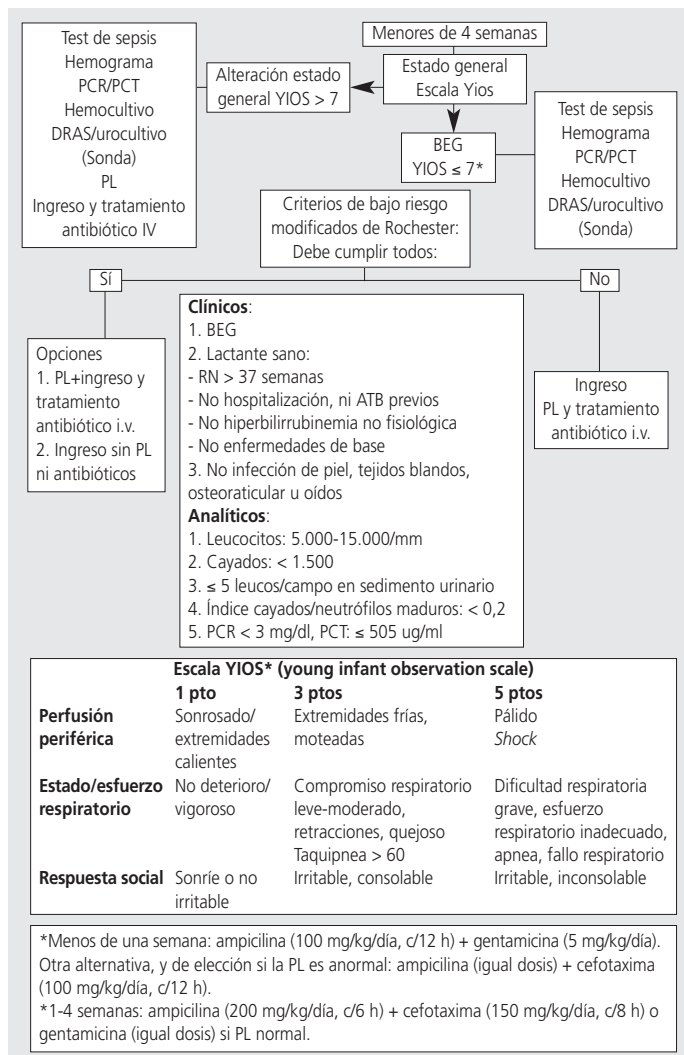 Menores de 4 semanas
Estado general
Escala Yios
Alteración estado
general YIOS > 7
Test de sepsis
Hemograma
PCR/PCT
Hemocultivo
DRAS/urocultivo
(Sonda)
PL
Ingreso y tratamiento
antibiótico IV
BEG
YIOS ≤ 7*
Test de sepsis
Hemograma
PCR/PCT
Hemocultivo
DRAS/urocultivo
(Sonda)
Criterios de bajo riesgo
modificados de Rochester:
Debe cumplir todos:
Sí
No
Opciones
1. PL+ingreso y
tratamiento
antibiótico i.v.
2. Ingreso sin PL
ni antibióticos
Clínicos:
1. BEG
2. Lactante sano:
- RN > 37 semanas
- No hospitalización, ni ATB previos
- No hiperbilirrubinemia no fisiológica
- No enfermedades de base
3. No infección de piel, tejidos blandos,
osteoraticular u oídos
Analíticos:
1. Leucocitos: 5.000-15.000/mm
2. Cayados: < 1.500
3. ≤ 5 leucos/campo en sedimento urinario
4. Índice cayados/neutrófilos maduros: < 0,2
5. PCR < 3 mg/dl, PCT: ≤ 505 ug/ml
Ingreso
PL y tratamiento
antibiótico i.v.
Escala YIOS* (young infant observation scale)
1 pto 3 ptos 5 ptos
Perfusión Sonrosado/ Extremidades frías, Pálido
periférica extremidades moteadas Shock
calientes
Estado/esfuerzo No deterioro/ Compromiso respiratorio Dificultad respiratoria
respiratorio vigoroso leve-moderado, grave, esfuerzo
retracciones, quejoso respiratorio inadecuado,
Taquipnea > 60 apnea, fallo respiratorio
Respuesta social Sonríe o no Irritable, consolable Irritable, inconsolable
irritable
*Menos de una semana: ampicilina (100 mg/kg/día, c/12 h) + gentamicina (5 mg/kg/día).
Otra alternativa, y de elección si la PL es anormal: ampicilina (igual dosis) + cefotaxima
(100 mg/kg/día, c/12 h).
*1-4 semanas: ampicilina (200 mg/kg/día, c/6 h) + cefotaxima (150 mg/kg/día, c/8 h) o
gentamicina (igual dosis) si PL normal.